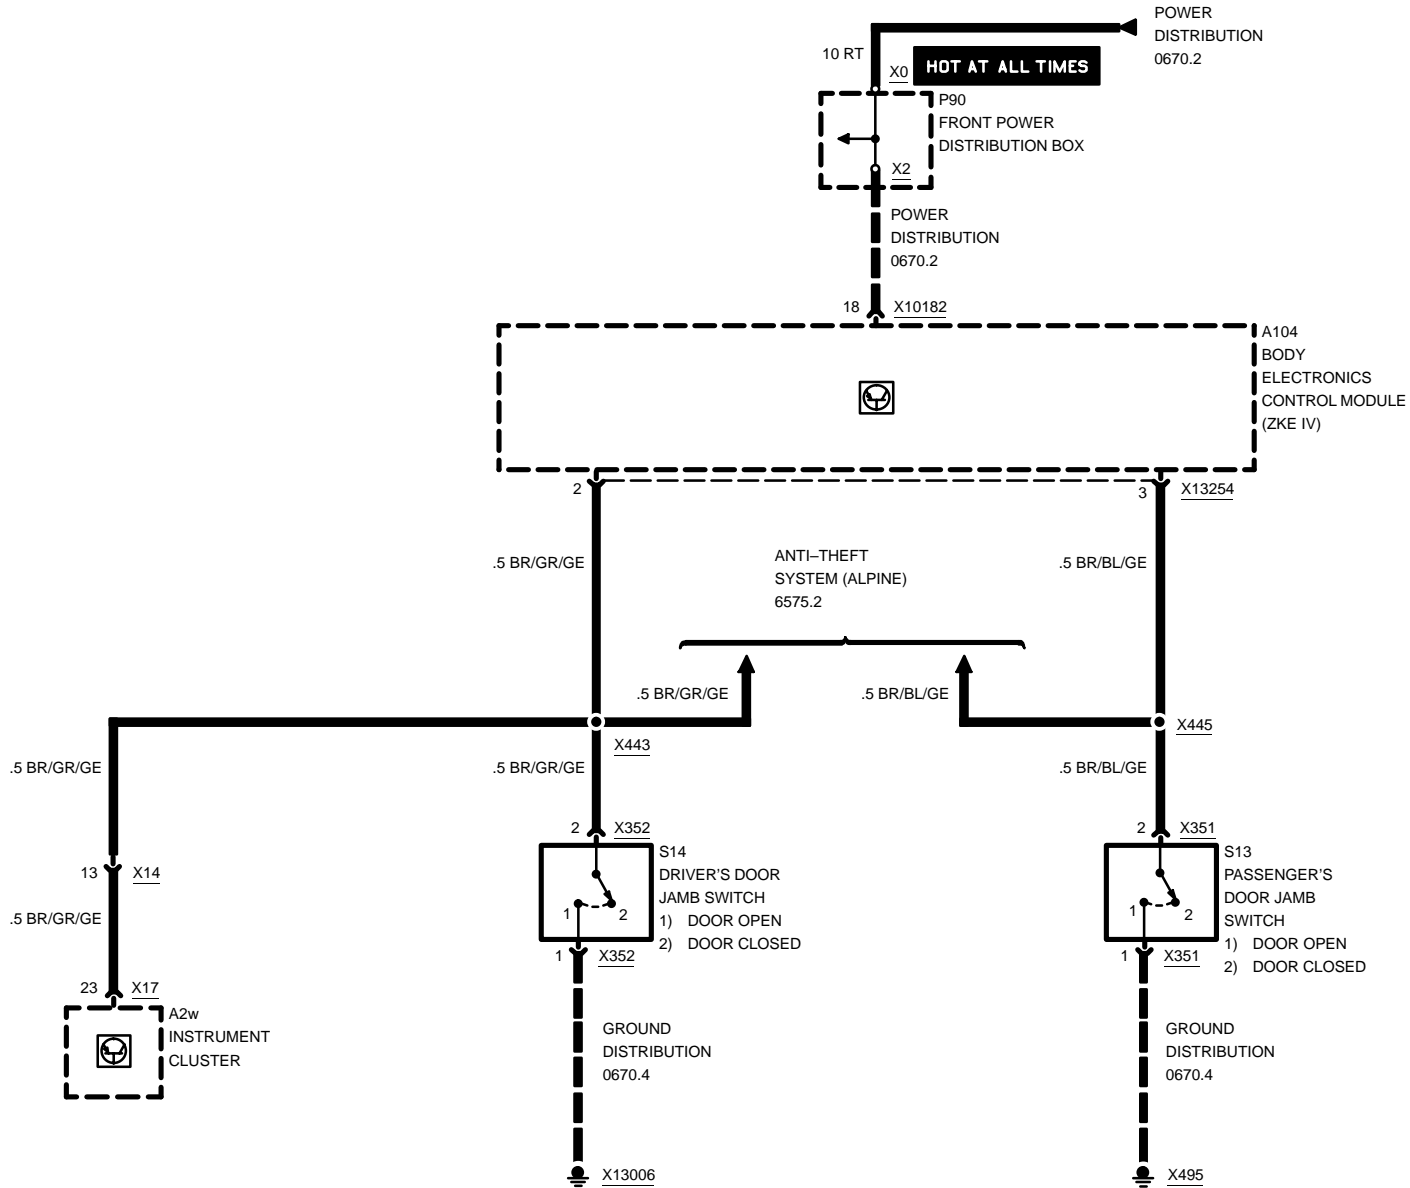 POWER
DISTRIBUTION
0670.2
10 RT
X0
HOT AT ALL TIMES
P90
FRONT POWER
DISTRIBUTION BOX
X2
POWER
DISTRIBUTION
0670.2
18
X10182
A104
BODY
ELECTRONICS
CONTROL MODULE
(ZKE IV)
2
3
X13254
.5 BR/GR/GE
ANTI–THEFT
SYSTEM (ALPINE)
6575.2
.5 BR/BL/GE
.5 BR/GR/GE
.5 BR/BL/GE
X443
X445
.5 BR/GR/GE
.5 BR/GR/GE
.5 BR/BL/GE
2
X352
2
X351
S14
DRIVER'S DOOR
JAMB SWITCH
1) DOOR OPEN
2) DOOR CLOSED
1
2
S13
PASSENGER'S
DOOR JAMB
SWITCH
1) DOOR OPEN
2) DOOR CLOSED
1
2
13
X14
.5 BR/GR/GE
1
X352
1
X351
23
X17
A2w
INSTRUMENT
CLUSTER
GROUND
DISTRIBUTION
0670.4
GROUND
DISTRIBUTION
0670.4
X13006
X495